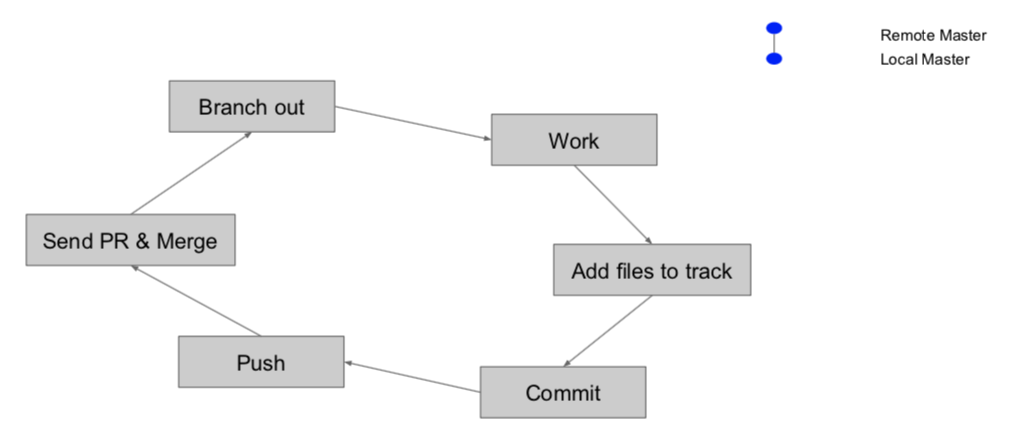 Remote Master
Local Master
Branch out
Work
Send PR & Merge
Add files to track
Push
Commit